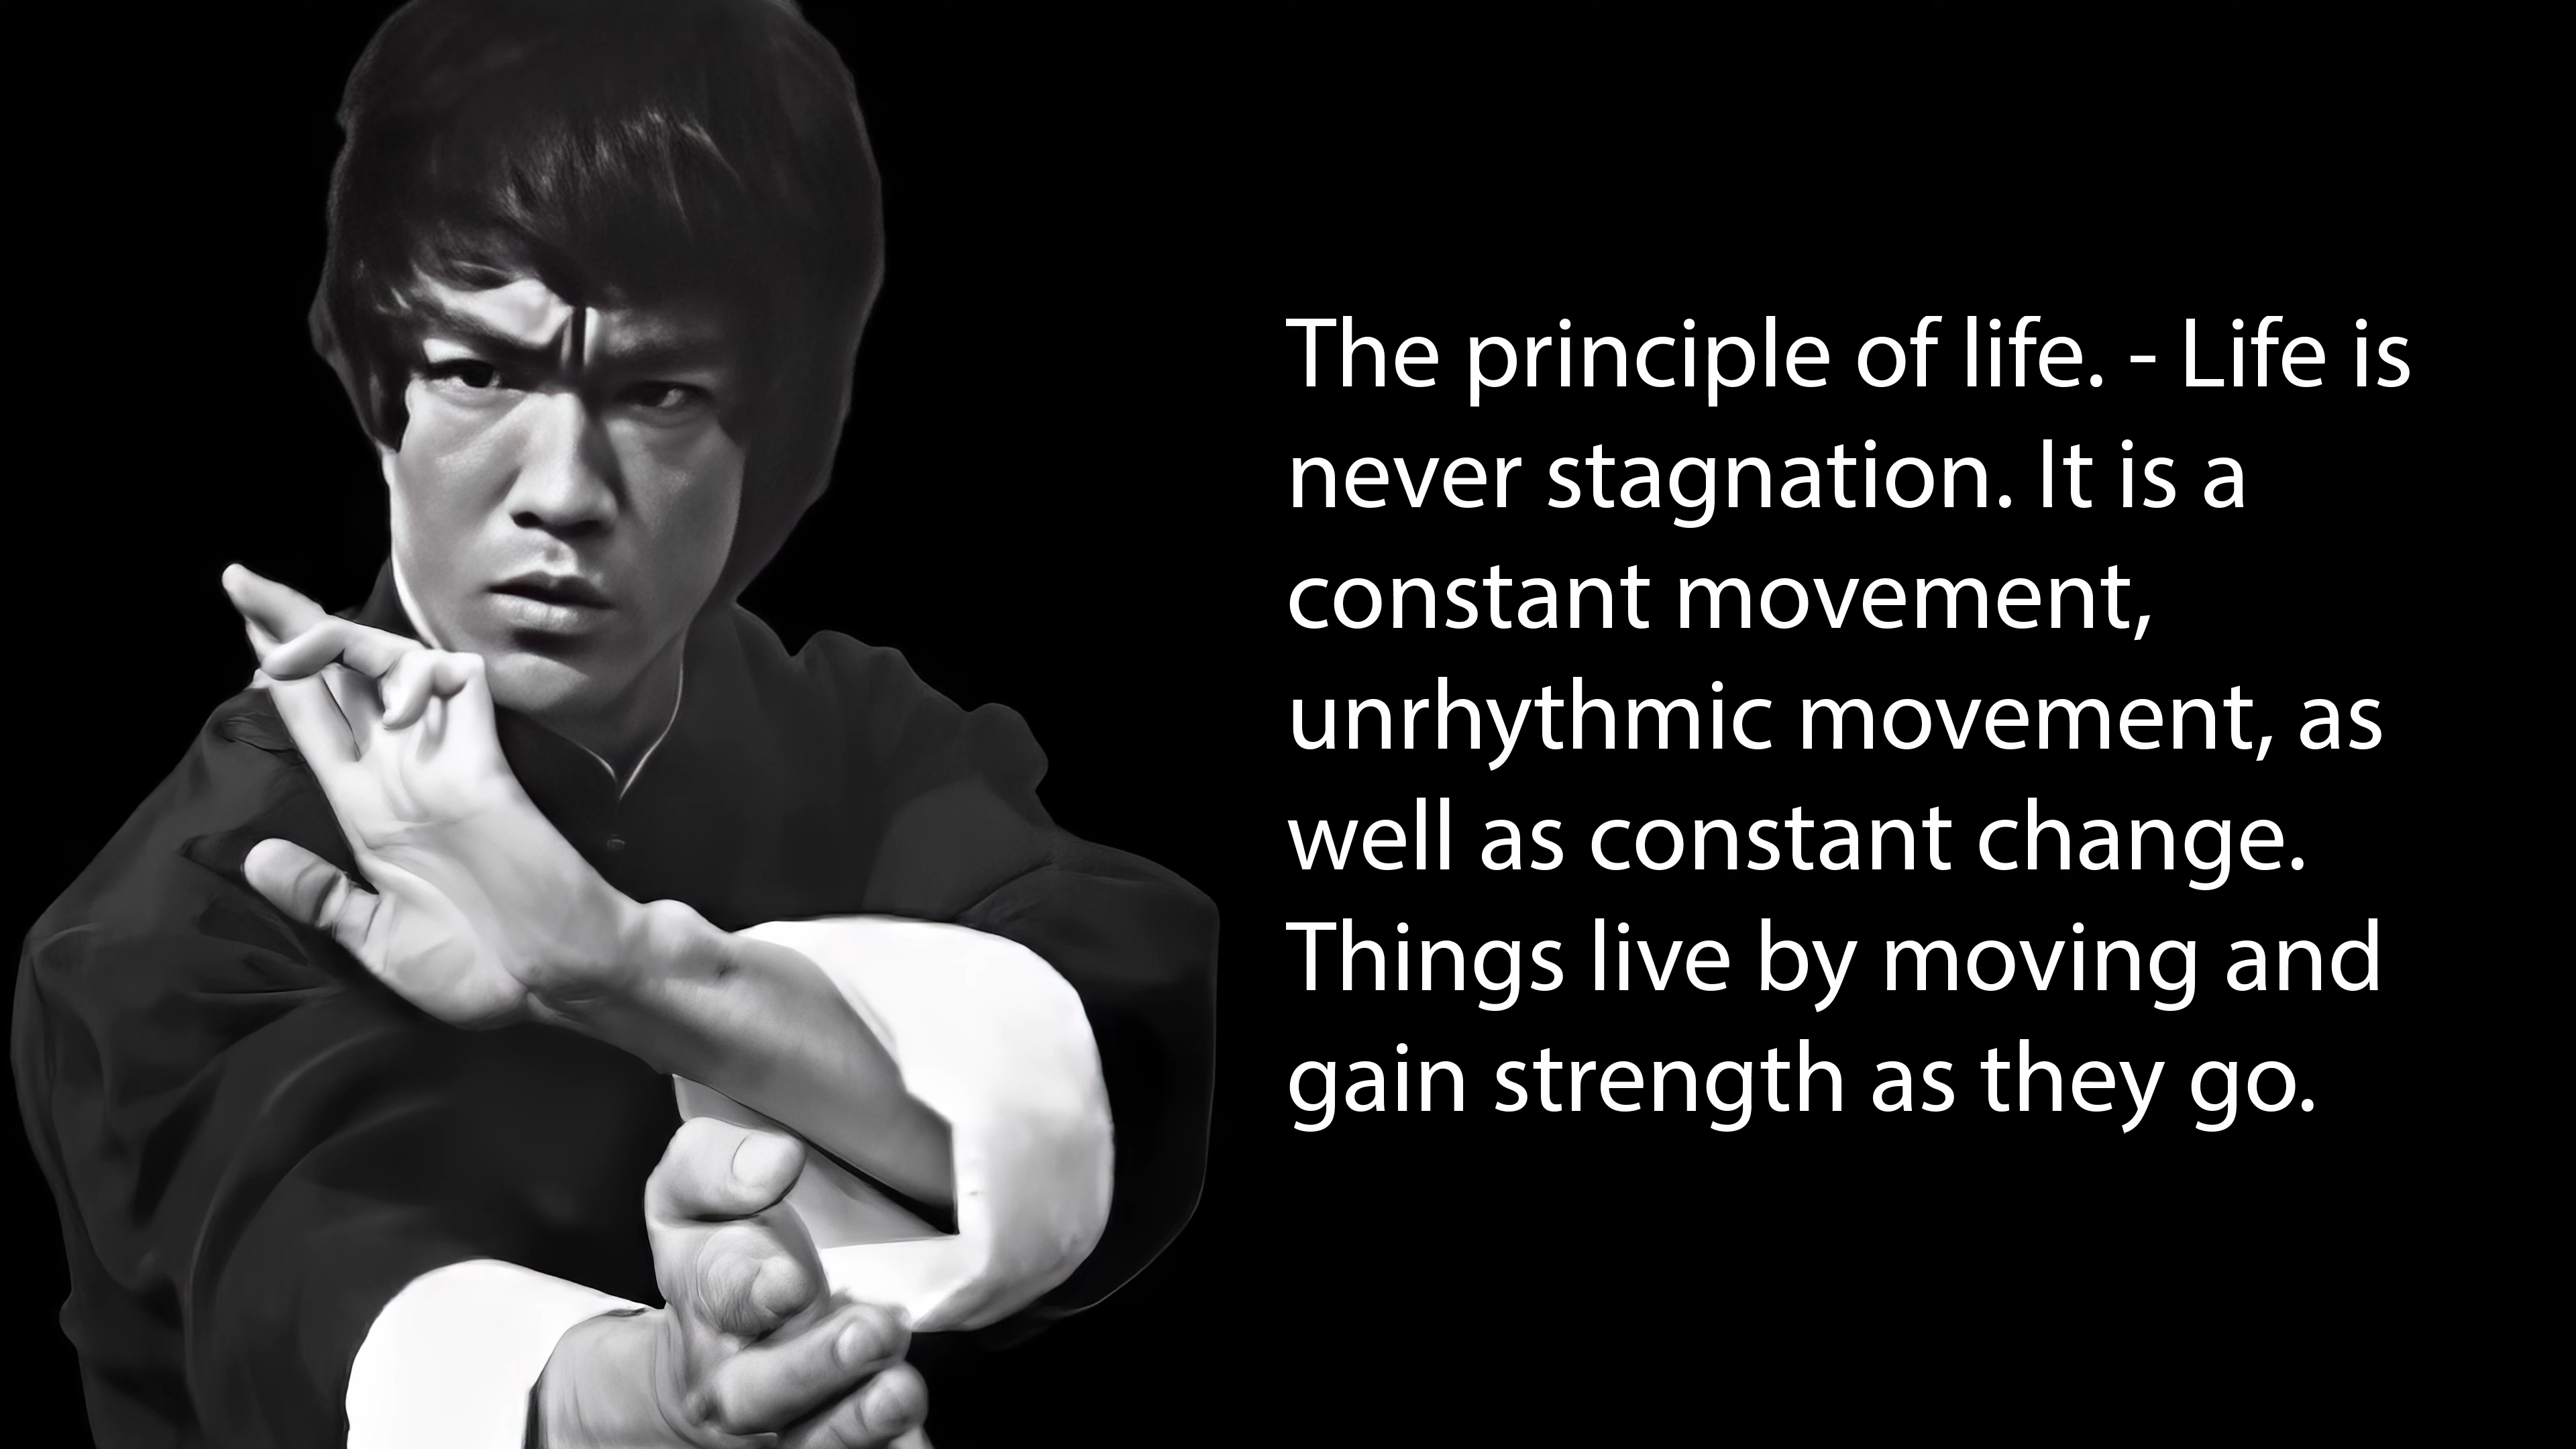 The principle of life. - Life is
never stagnation. It is a
constant movement,
unrhythmic movement, as
well as constant change.
Things live by moving and
gain strength as they go.